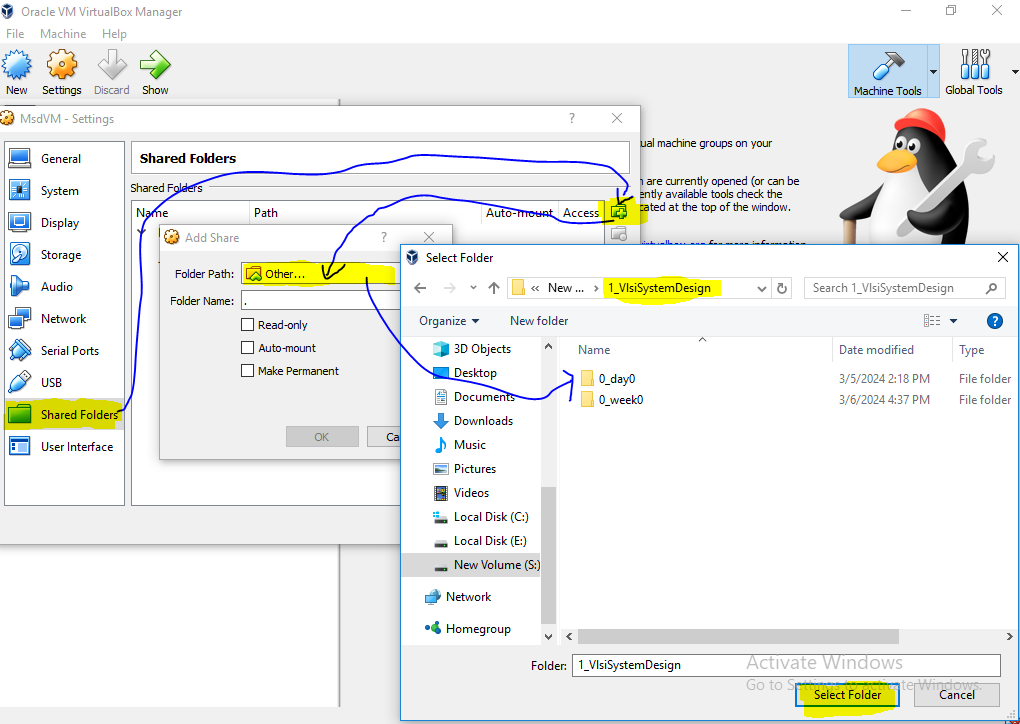 Oracle VM VirtualBox Manager
File Machine Help
New Settings Discard Show
Machine Tools Global Tools
MsdVM - Settings ?
General
System
Display
Storage
Audio
Network
Serial Ports
USB
Shared Folders
User Interface
Shared Folders
Shared Folders
Name Path Auto-mount Access
ual machine groups on your
n are currently opened (or can be
ently available tools check the
cated at the top of the window.
Add Share ?
Folder Path: Other...
Folder Name: .
Read-only
Auto-mount
Make Permanent
OK Ca
Select Folder
« New ... › 1_VlsiSystemDesign
Search 1_VlsiSystemDesign
Organize New folder
3D Objects
Desktop
Documents
Downloads
Music
Pictures
Videos
Local Disk (C:)
Local Disk (E:)
New Volume (S:)
Network
Homegroup
Name Date modified Type
0_day0 3/5/2024 2:18 PM File folder
0_week0 3/6/2024 4:37 PM File folder
Folder: 1_VlsiSystemDesign
Activate Windows
Go to Settings to activate Windows.
Select Folder Cancel